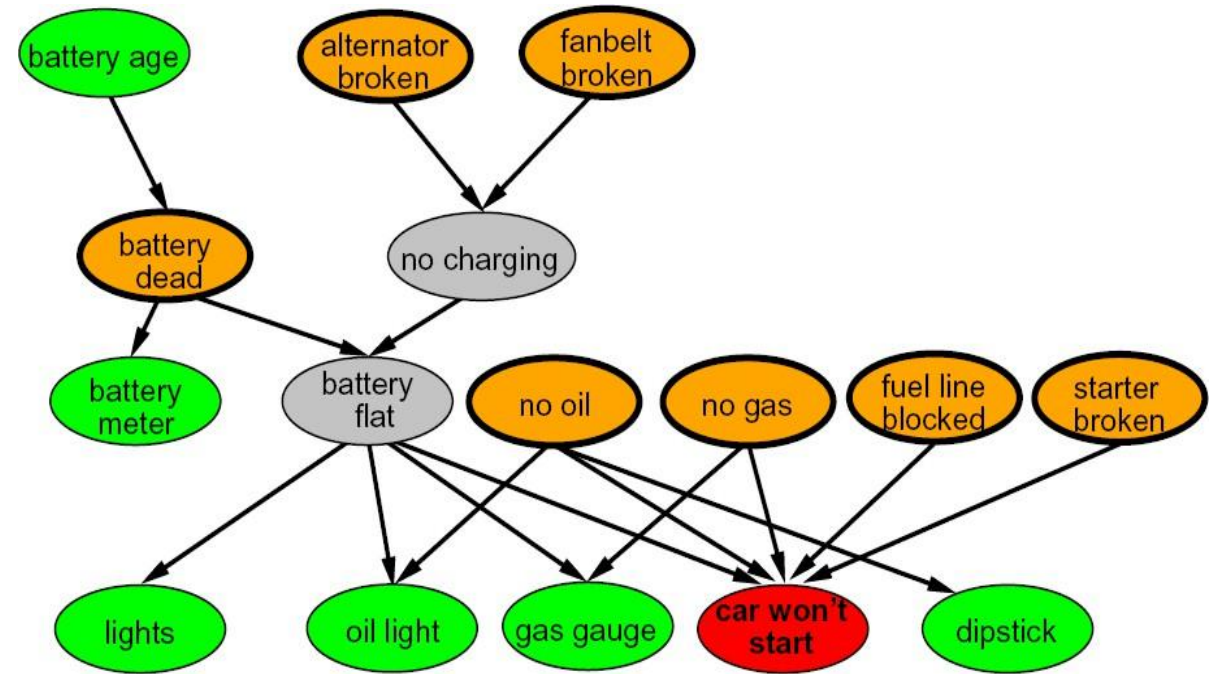 battery age
alternator
broken
fanbelt
broken
battery
dead
no charging
battery
meter
battery
flat
no oil
no gas
fuel line
blocked
starter
broken
lights
oil light
gas gauge
car won't
start
dipstick